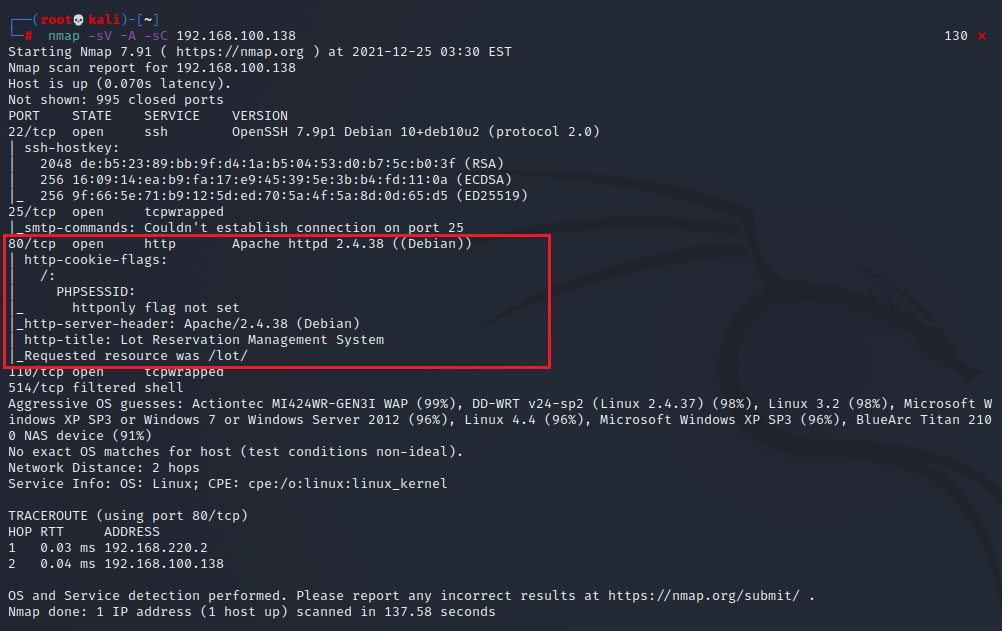 ┌──(root💀kali)-[~]
└─# nmap -sV -A -sC 192.168.100.138 130 ⨯
Starting Nmap 7.91 ( https://nmap.org ) at 2021-12-25 03:30 EST
Nmap scan report for 192.168.100.138
Host is up (0.070s latency).
Not shown: 995 closed ports
PORT    STATE    SERVICE    VERSION
22/tcp  open     ssh        OpenSSH 7.9p1 Debian 10+deb10u2 (protocol 2.0)
| ssh-hostkey:
|   2048 de:b5:23:89:bb:9f:d4:1a:b5:04:53:d0:b7:5c:b0:3f (RSA)
|   256 16:09:14:ea:b9:fa:17:e9:45:39:5e:3b:b4:fd:11:0a (ECDSA)
|_  256 9f:66:5e:71:b9:12:5d:ed:70:5a:4f:5a:8d:0d:65:d5 (ED25519)
25/tcp  open     tcpwrapped
|_smtp-commands: Couldn't establish connection on port 25
80/tcp  open     http       Apache httpd 2.4.38 ((Debian))
| http-cookie-flags:
|   /:
|     PHPSESSID:
|_      httponly flag not set
|_http-server-header: Apache/2.4.38 (Debian)
| http-title: Lot Reservation Management System
|_Requested resource was /lot/
110/tcp open     tcpwrapped
514/tcp filtered shell
Aggressive OS guesses: Actiontec MI424WR-GEN3I WAP (99%), DD-WRT v24-sp2 (Linux 2.4.37) (98%), Linux 3.2 (98%), Microsoft W
indows XP SP3 or Windows 7 or Windows Server 2012 (96%), Linux 4.4 (96%), Microsoft Windows XP SP3 (96%), BlueArc Titan 210
0 NAS device (91%)
No exact OS matches for host (test conditions non-ideal).
Network Distance: 2 hops
Service Info: OS: Linux; CPE: cpe:/o:linux:linux_kernel

TRACEROUTE (using port 80/tcp)
HOP RTT     ADDRESS
1   0.03 ms 192.168.220.2
2   0.04 ms 192.168.100.138

OS and Service detection performed. Please report any incorrect results at https://nmap.org/submit/ .
Nmap done: 1 IP address (1 host up) scanned in 137.58 seconds